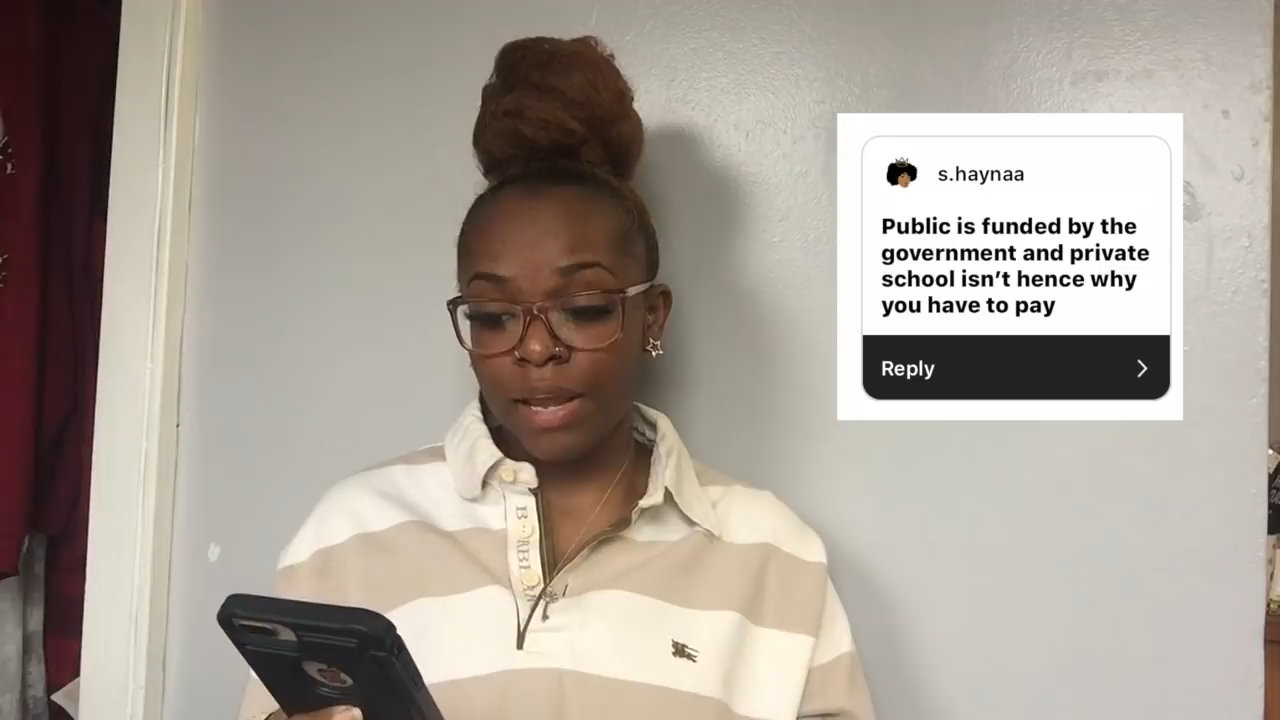 s.haynaa
Public is funded by the
government and private
school isn’t hence why
you have to pay
Reply